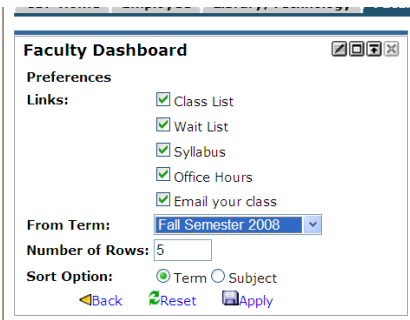 Faculty Dashboard
Preferences
Links: Class List
Wait List
Syllabus
Office Hours
Email your class
From Term: Fall Semester 2008
Number of Rows: 5
Sort Option: Term Subject
Back Reset Apply